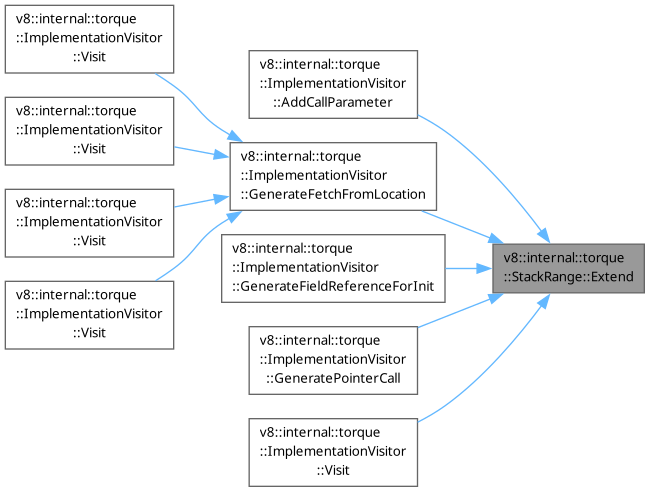 v8::internal::torque
::ImplementationVisitor
::Visit
v8::internal::torque
::ImplementationVisitor
::Visit
v8::internal::torque
::ImplementationVisitor
::Visit
v8::internal::torque
::ImplementationVisitor
::Visit
v8::internal::torque
::ImplementationVisitor
::AddCallParameter
v8::internal::torque
::ImplementationVisitor
::GenerateFetchFromLocation
v8::internal::torque
::ImplementationVisitor
::GenerateFieldReferenceForInit
v8::internal::torque
::ImplementationVisitor
::GeneratePointerCall
v8::internal::torque
::ImplementationVisitor
::Visit
v8::internal::torque
::StackRange::Extend